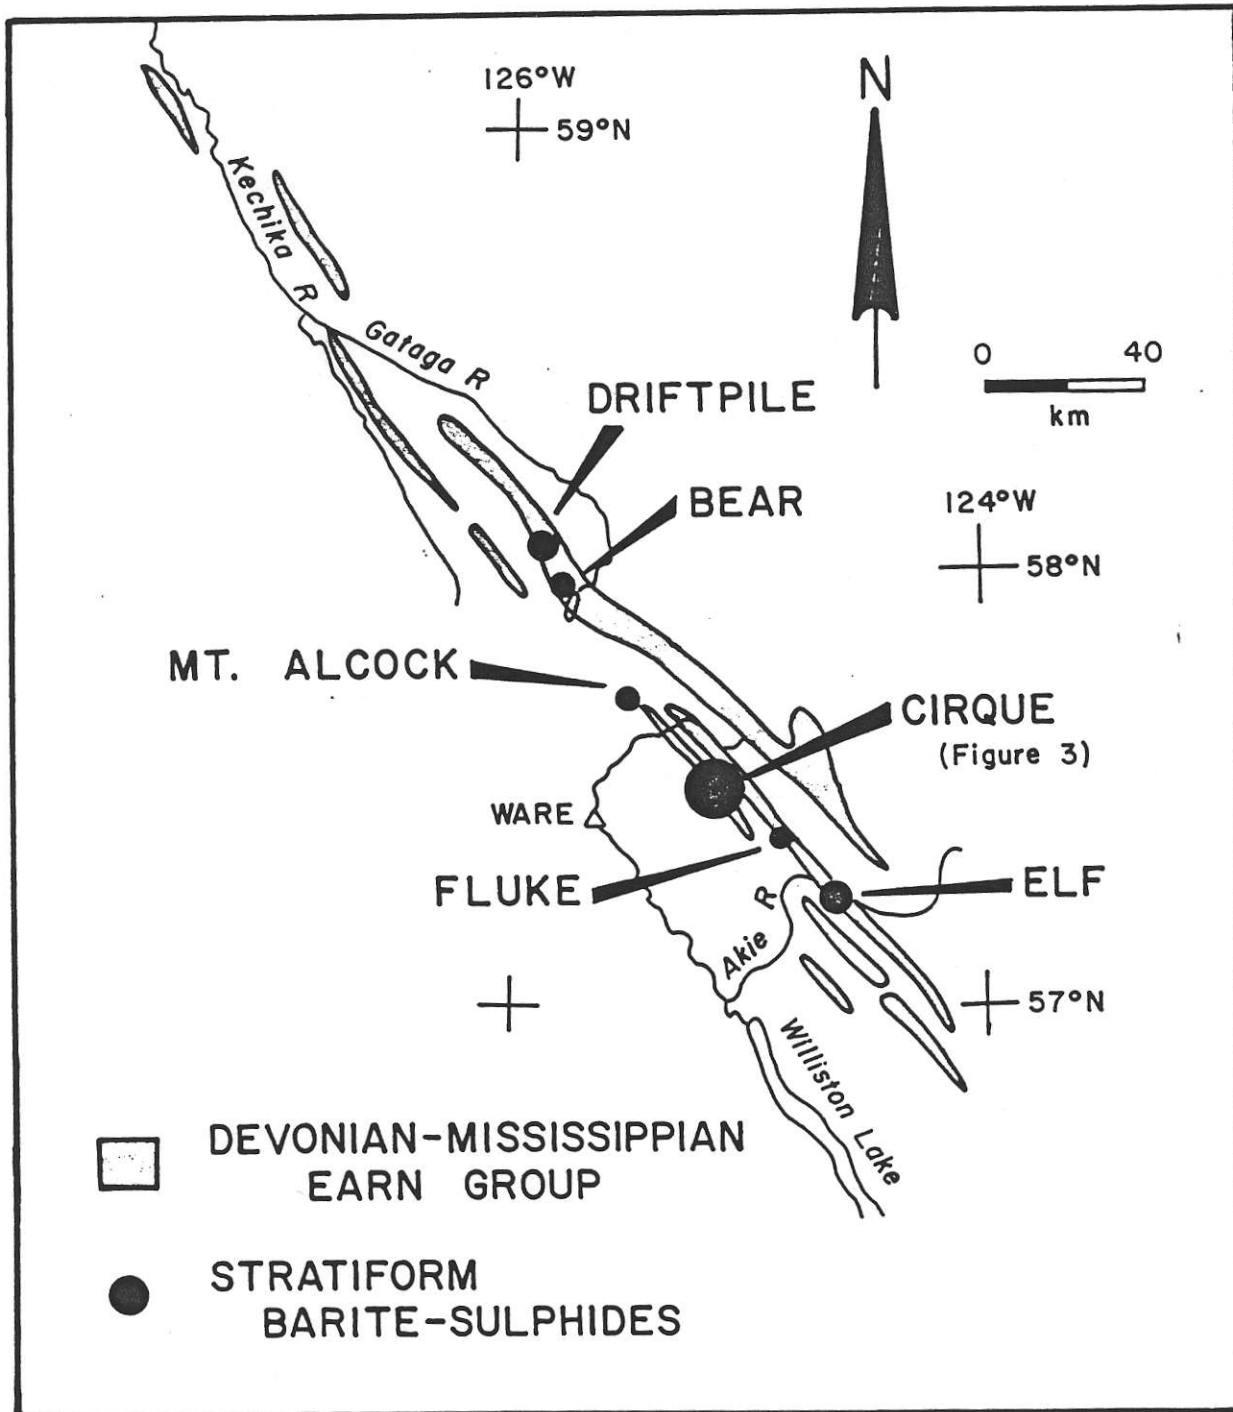 126°W
59°N
N
Kechika R
Gataga R
0 40
km
DRIFTPILE
BEAR
124°W
58°N
MT. ALCOCK
CIRQUE
(Figure 3)
WARE
FLUKE
ELF
Akie R
57°N
Williston Lake
DEVONIAN-MISSISSIPPIAN
EARN GROUP
STRATIFORM
BARITE-SULPHIDES